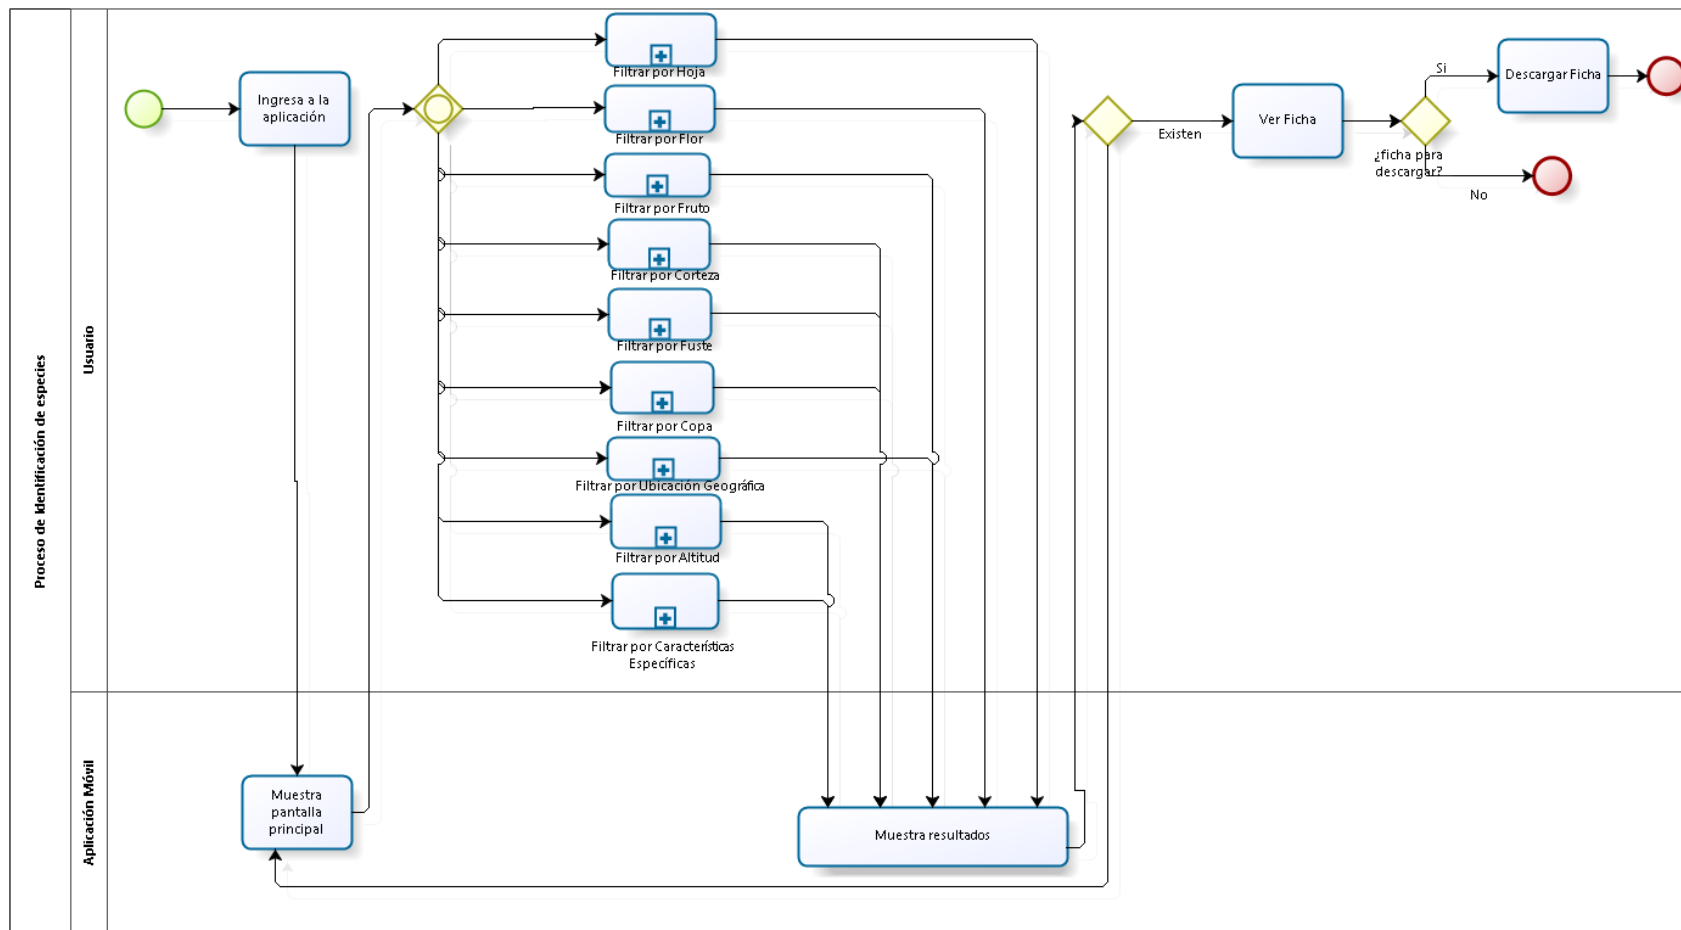 Proceso de Identificación de especies
Usuario
Aplicación Móvil
Ingresa a la
aplicación
Filtrar por Hoja
Filtrar por Flor
Filtrar por Fruto
Filtrar por Corteza
Filtrar por Fuste
Filtrar por Copa
Filtrar por Ubicación Geográfica
Filtrar por Altitud
Filtrar por Características
Específicas
Existen
Ver Ficha
¿ficha para
descargar?
Si
Descargar Ficha
No
Muestra
pantalla
principal
Muestra resultados